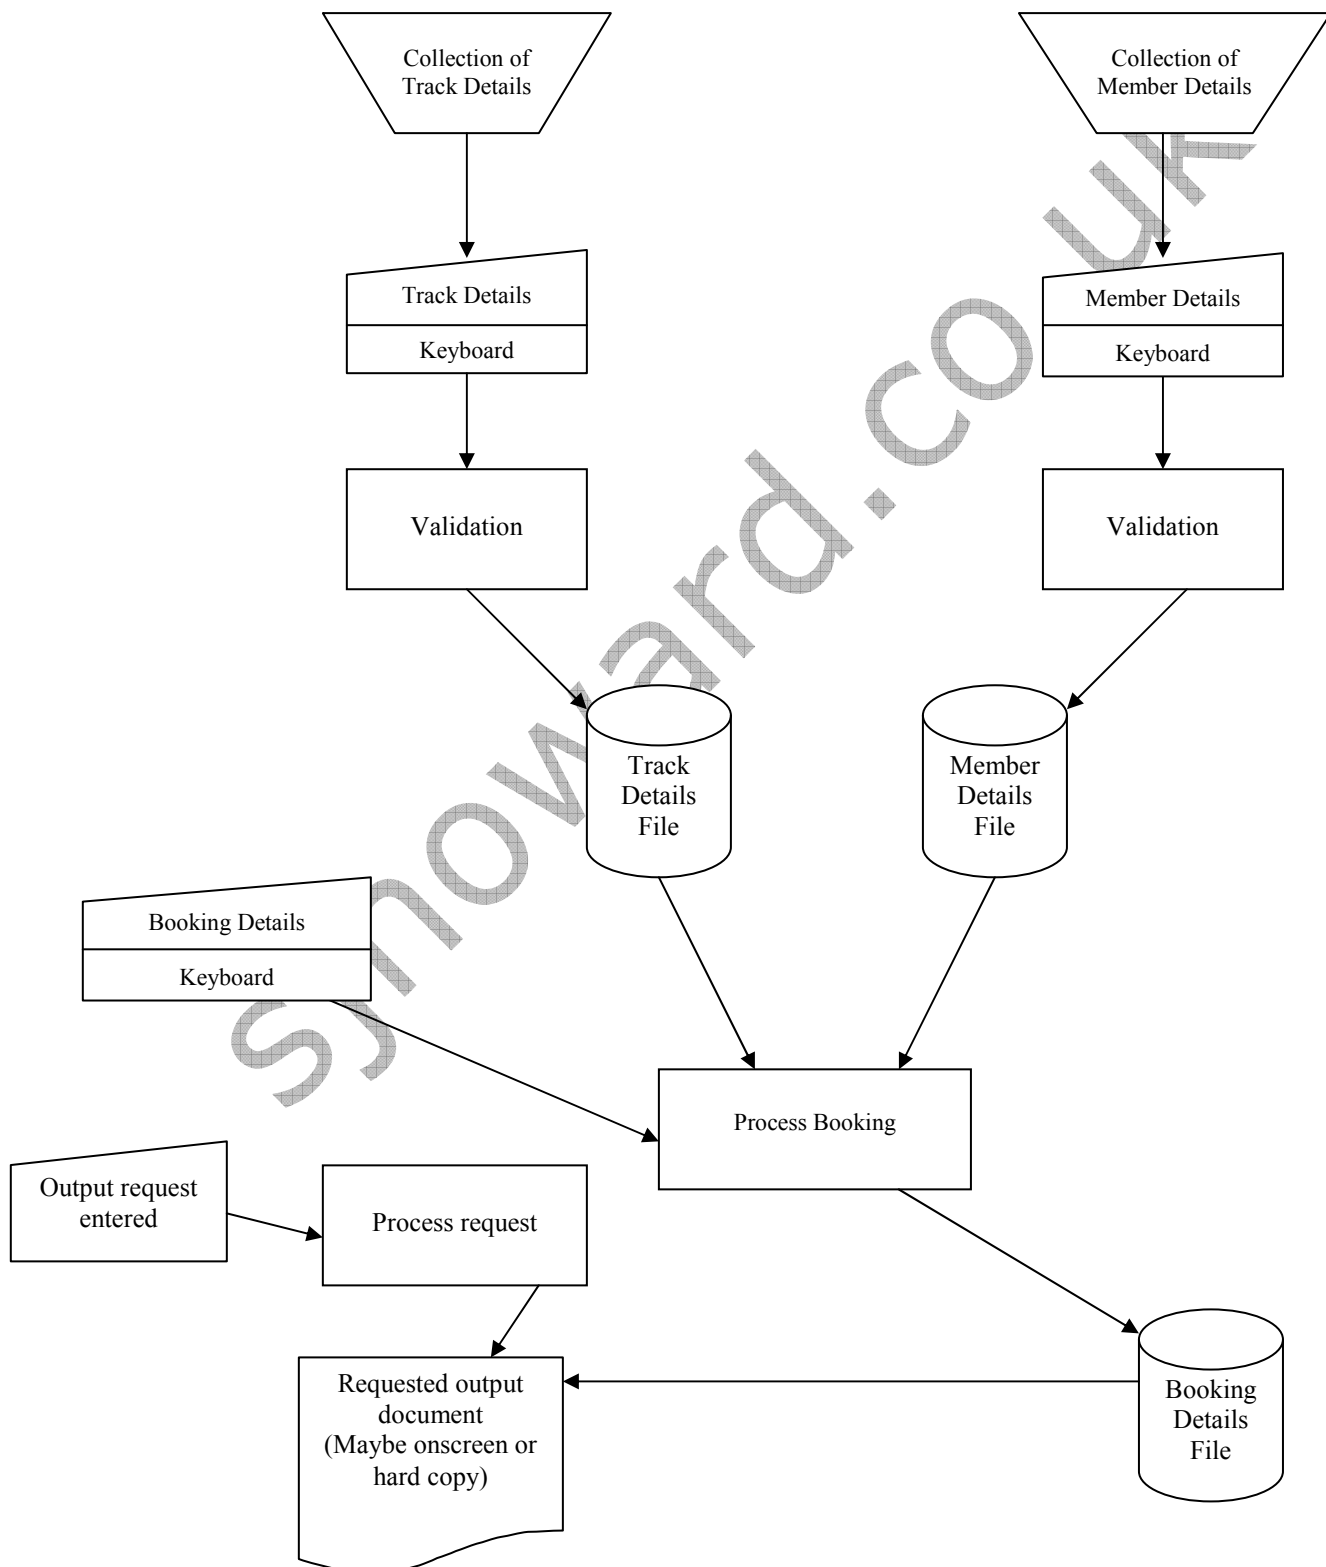 Collection of
Track Details
Collection of
Member Details
Track Details
Keyboard
Member Details
Keyboard
Validation
Validation
Track
Details
File
Member
Details
File
Booking Details
Keyboard
Process Booking
Output request
entered
Process request
Requested output
document
(Maybe onscreen or
hard copy)
Booking
Details
File
sjhoward.co.uk